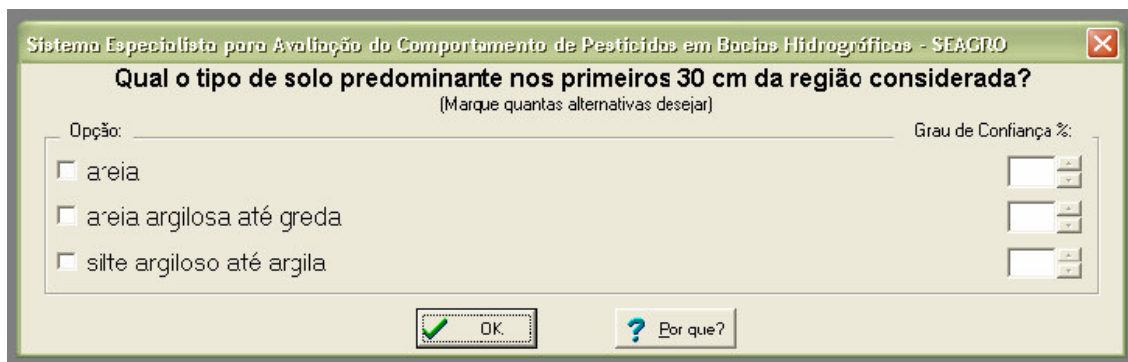 Sistema Especialista para Avaliação do Comportamento de Pesticidas em Bacias Hidrográficas - SEAGRO
Qual o tipo de solo predominante nos primeiros 30 cm da região considerada?
(Marque quantas alternativas desejar)
Opção: Grau de Confiança %:
areia
areia argilosa até greda
silte argiloso até argila
OK Por que?